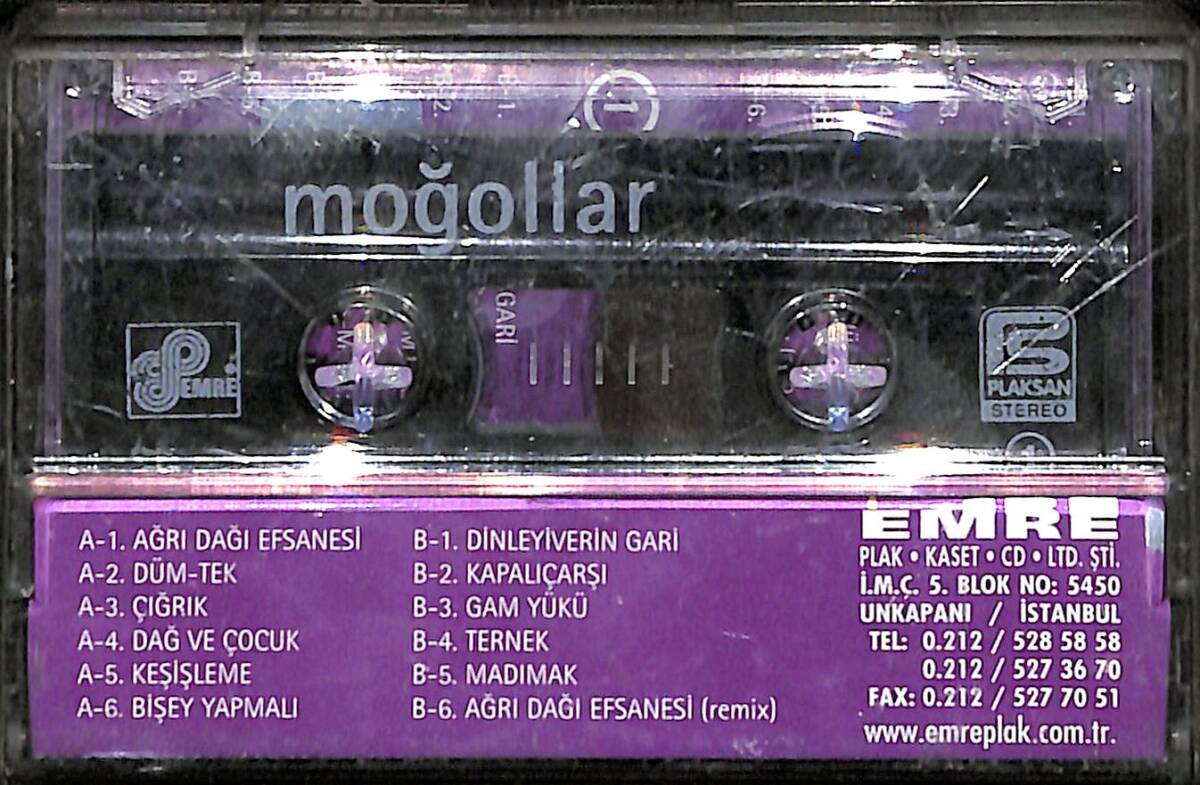 1
moğollar
EMRE
GARİ
PLAKSAN
STEREO
A-1. AĞRI DAĞI EFSANESİ
A-2. DÜM-TEK
A-3. ÇIĞRIK
A-4. DAĞ VE ÇOCUK
A-5. KEŞİŞLEME
A-6. BİŞEY YAPMALI
B-1. DİNLEYİVERİN GARİ
B-2. KAPALIÇARŞI
B-3. GAM YÜKÜ
B-4. TERNEK
B-5. MADIMAK
B-6. AĞRI DAĞI EFSANESİ (remix)
EMRE
PLAK • KASET • CD • LTD. ŞTİ.
İ.M.Ç. 5. BLOK NO: 5450
UNKAPANI / İSTANBUL
TEL: 0.212 / 528 58 58
0.212 / 527 36 70
FAX: 0.212 / 527 70 51
www.emreplak.com.tr.